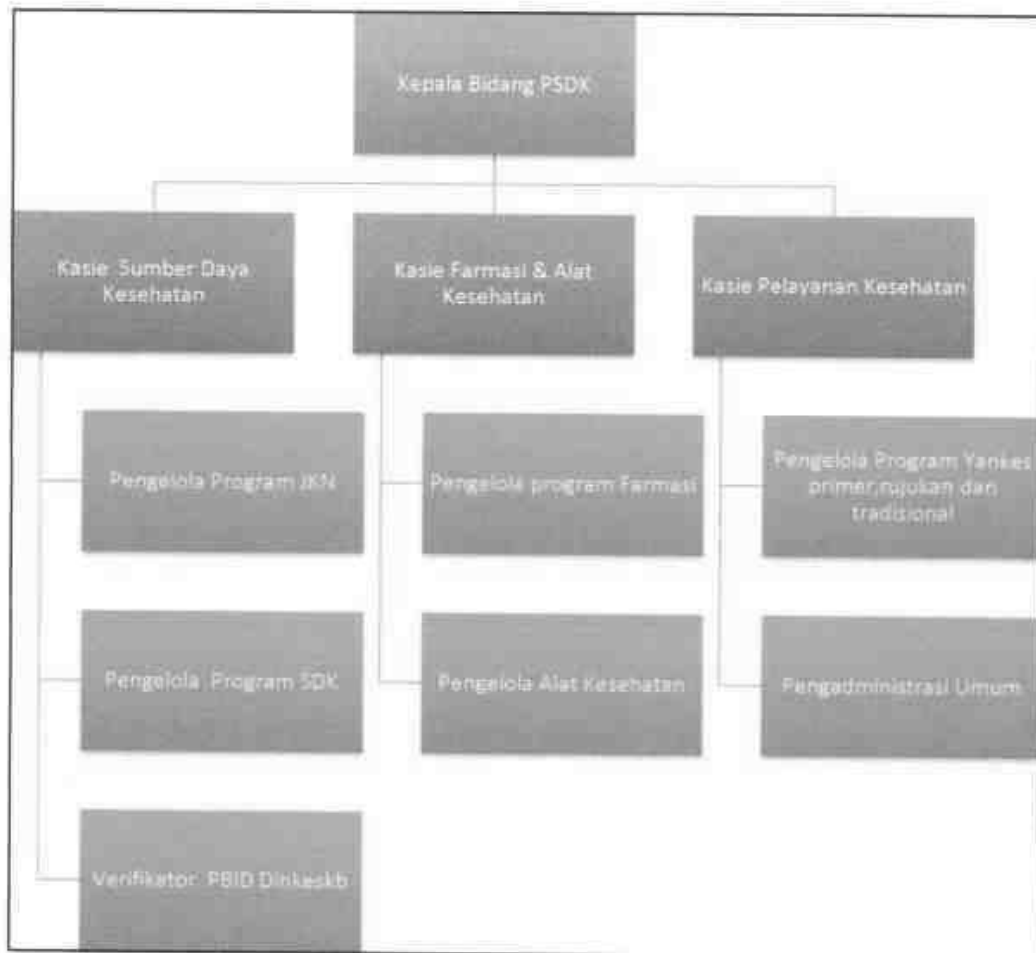 Kepala Bidang PSDK
Kasie Sumber Daya
Kesehatan
Kasie Farmasi & Alat
Kesehatan
Kasie Pelayanan Kesehatan
Pengelola Program JKN
Pengelola program Farmasi
Pengelola Program Yankes
primer,rujukan dan
tradisional
Pengelola Program SDK
Pengelola Alat Kesehatan
Pengadministrasi Umum
Verifikator PBID Dinkeskb